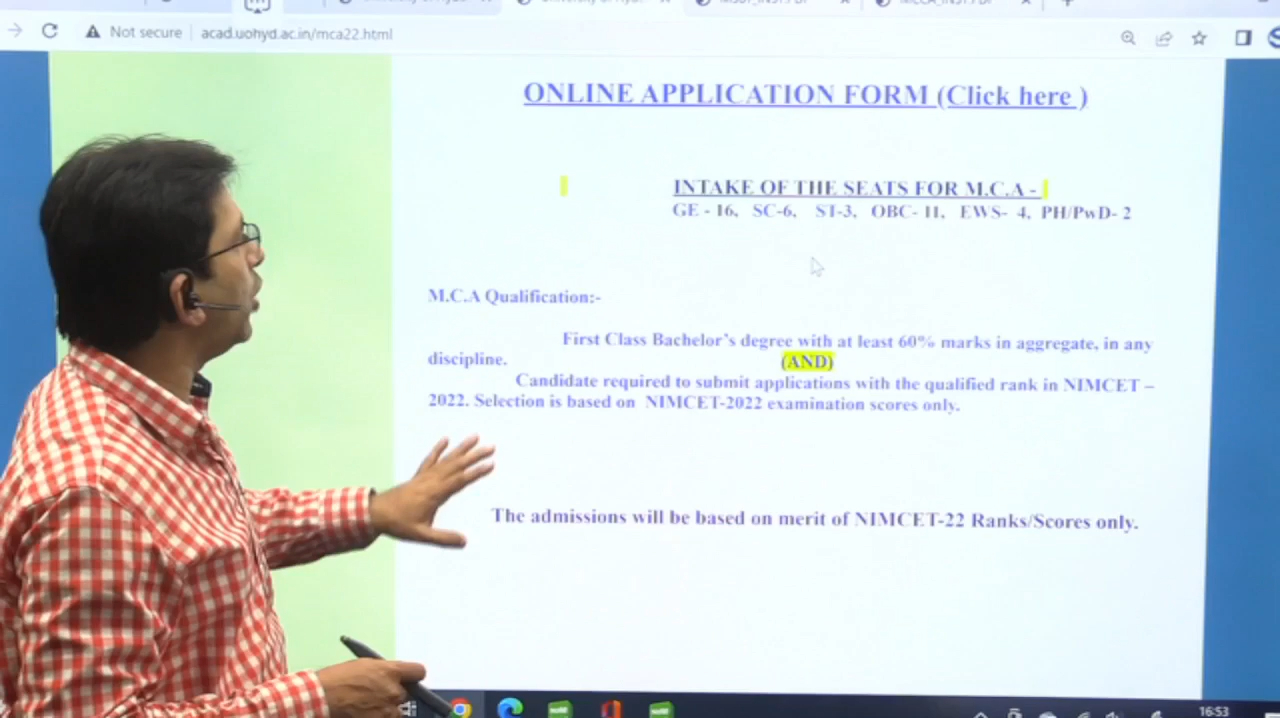 Not secure
acad.uohyd.ac.in/mca22.html
ONLINE APPLICATION FORM (Click here )
INTAKE OF THE SEATS FOR M.C.A -
GE - 16, SC-6, ST-3, OBC- 11, EWS- 4, PH/PwD- 2
M.C.A Qualification:-
First Class Bachelor’s degree with at least 60% marks in aggregate, in any
discipline. (AND)
Candidate required to submit applications with the qualified rank in NIMCET –
2022. Selection is based on NIMCET-2022 examination scores only.
The admissions will be based on merit of NIMCET-22 Ranks/Scores only.
16:53